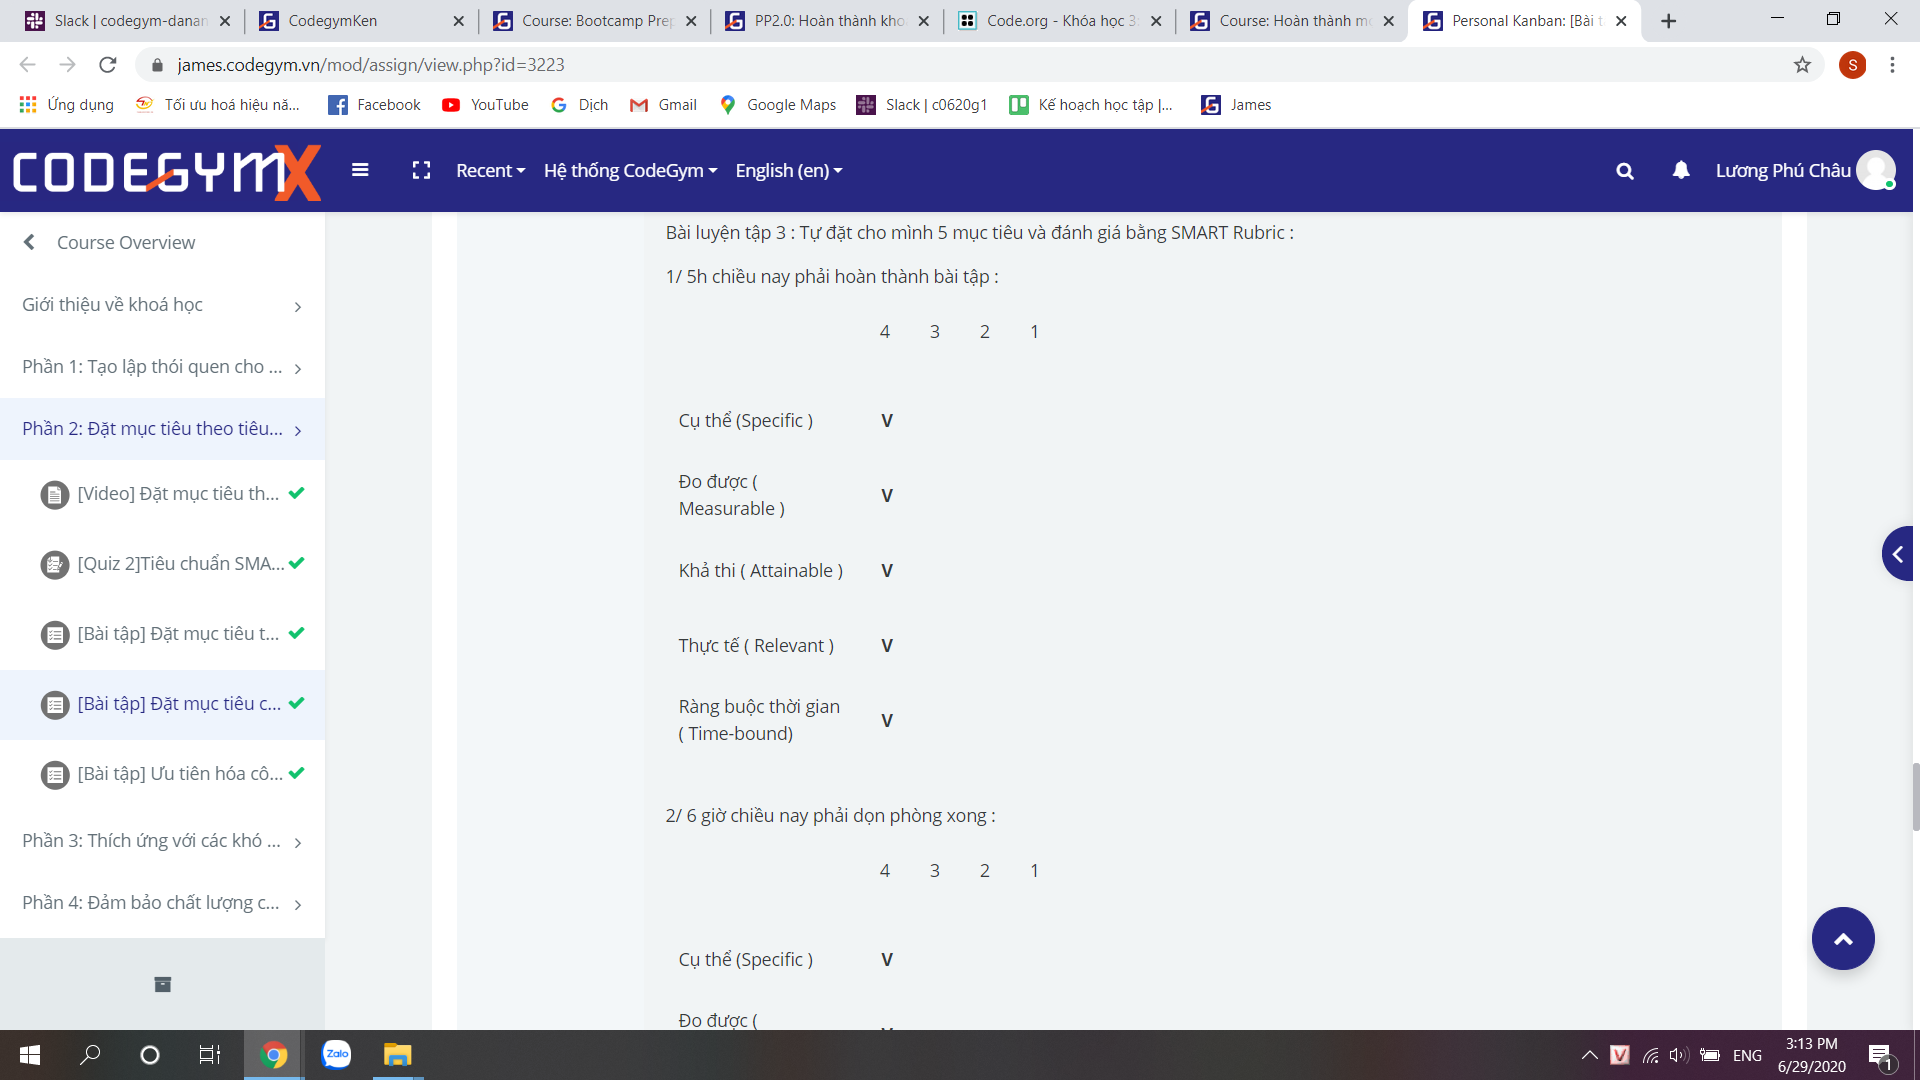 Slack | codegym-danan
CodegymKen
Course: Bootcamp Prep
PP2.0: Hoàn thành kho
Code.org - Khóa học 3:
Course: Hoàn thành mo
Personal Kanban: [Bài t
james.codegym.vn/mod/assign/view.php?id=3223
S
Ứng dụng
Tối ưu hoá hiệu nă...
Facebook
YouTube
Dịch
Gmail
Google Maps
Slack | c0620g1
Kế hoạch học tập |...
James
CODEGYMX
Recent
Hệ thống CodeGym
English (en)
Lương Phú Châu
Course Overview
Giới thiệu về khoá học
Phần 1: Tạo lập thói quen cho ...
Phần 2: Đặt mục tiêu theo tiêu...
[Video] Đặt mục tiêu th...
[Quiz 2]Tiêu chuẩn SMA...
[Bài tập] Đặt mục tiêu t...
[Bài tập] Đặt mục tiêu c...
[Bài tập] Ưu tiên hóa cô...
Phần 3: Thích ứng với các khó ...
Phần 4: Đảm bảo chất lượng c...
Bài luyện tập 3 : Tự đặt cho mình 5 mục tiêu và đánh giá bằng SMART Rubric :
1/ 5h chiều nay phải hoàn thành bài tập :
4 3 2 1
Cụ thể (Specific ) V
Đo được (
Measurable ) V
Khả thi ( Attainable ) V
Thực tế ( Relevant ) V
Ràng buộc thời gian
( Time-bound) V
2/ 6 giờ chiều nay phải dọn phòng xong :
4 3 2 1
Cụ thể (Specific ) V
Đo được (
Zalo
V
ENG
3:13 PM
6/29/2020
1